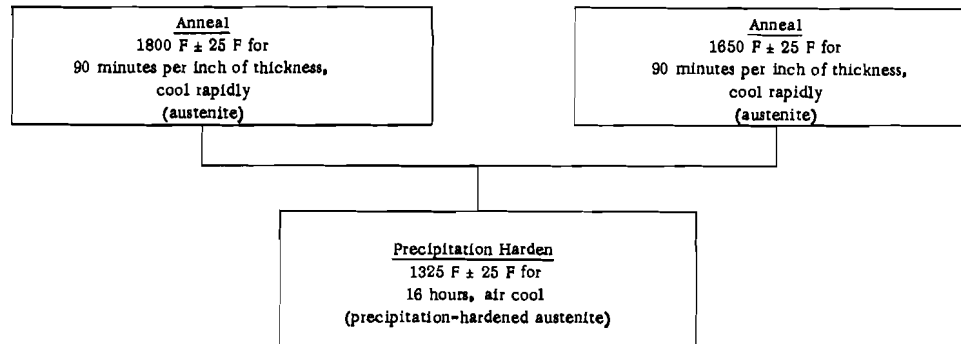 Anneal
1800 F ± 25 F for
90 minutes per inch of thickness,
cool rapidly
(austenite)
Anneal
1650 F ± 25 F for
90 minutes per inch of thickness,
cool rapidly
(austenite)
Precipitation Harden
1325 F ± 25 F for
16 hours, air cool
(precipitation-hardened austenite)